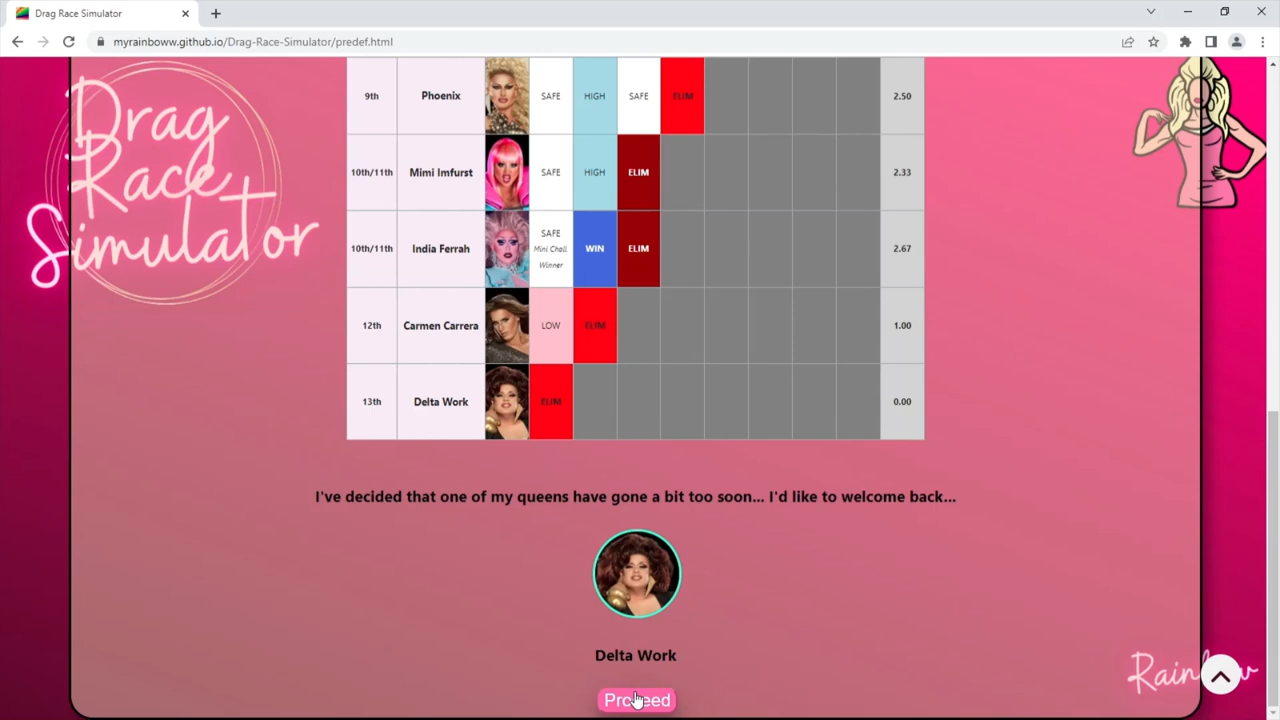 Drag Race Simulator
myrainboww.github.io/Drag-Race-Simulator/predef.html
Drag
Race
Simulator
9th Phoenix SAFE HIGH SAFE ELIM 2.50
10th/11th Mimi Imfurst SAFE HIGH ELIM 2.33
10th/11th India Ferrah SAFE Mini Chall. Winner WIN ELIM 2.67
12th Carmen Carrera LOW ELIM 1.00
13th Delta Work ELIM 0.00
I've decided that one of my queens have gone a bit too soon... I'd like to welcome back...
Delta Work
Proceed